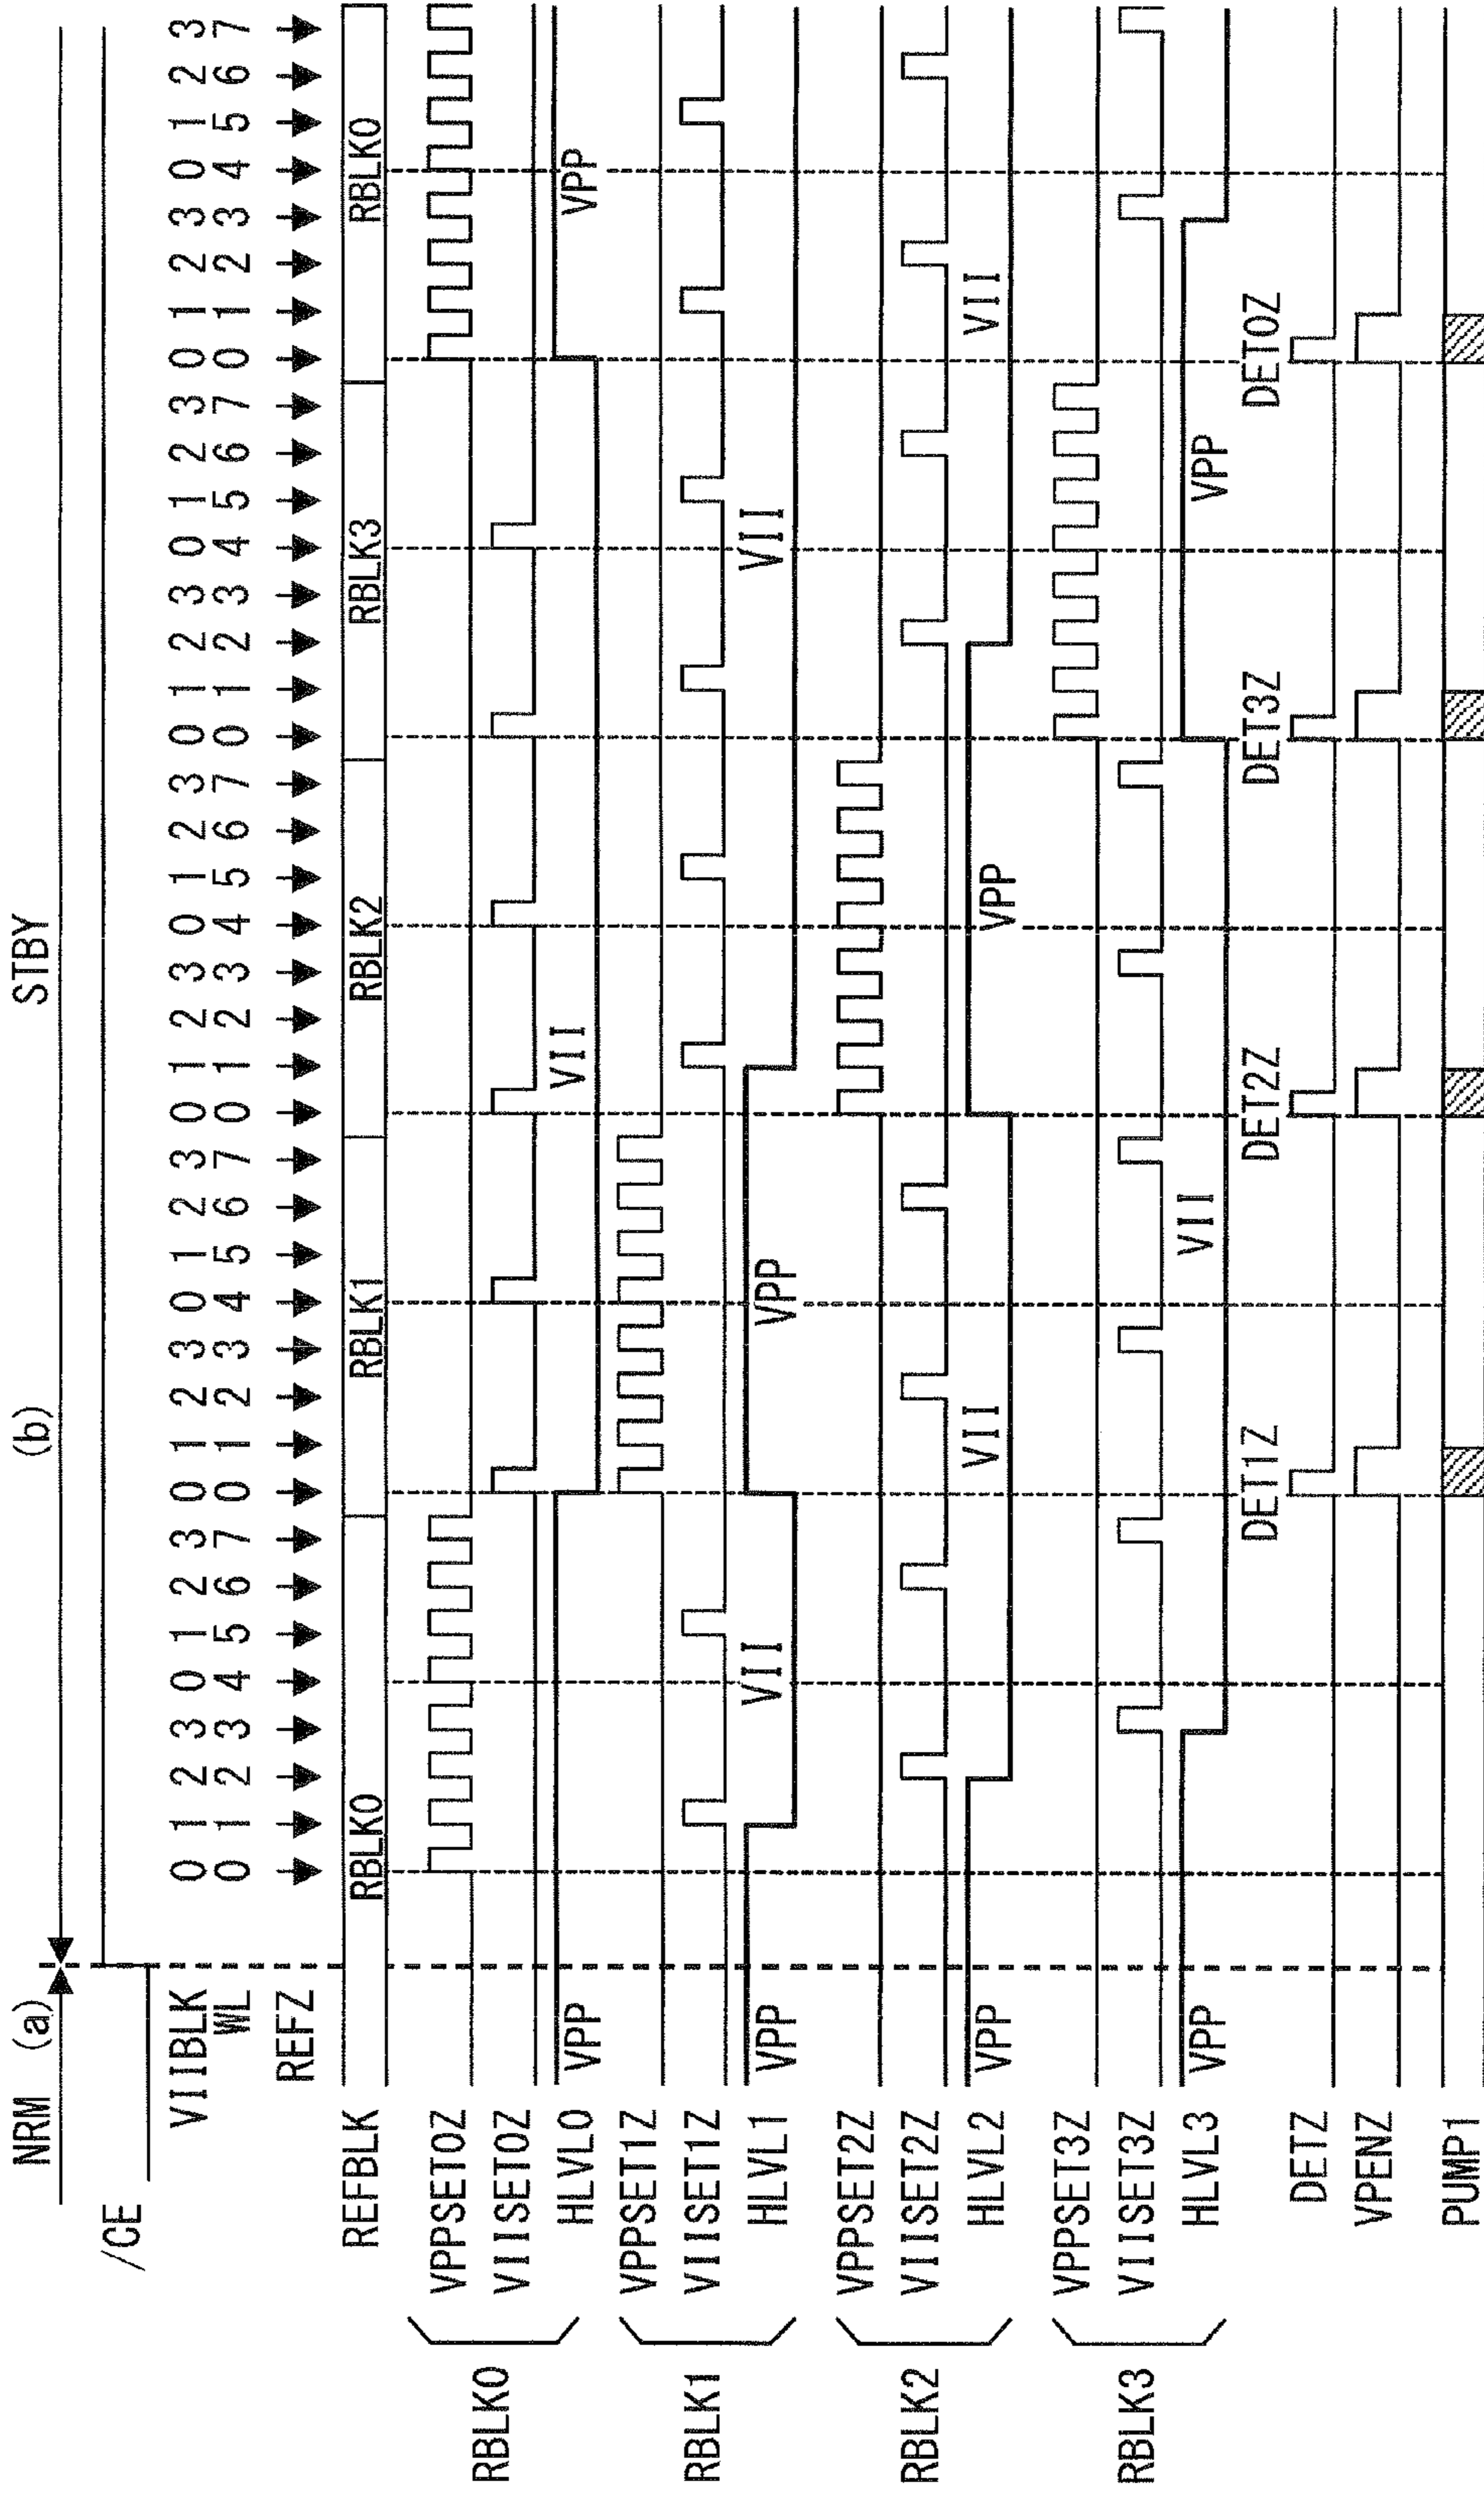 NRM (a) (b) STBY
/CE
VIIBLK 0 1 2 3 0 1 2 3 0 1 2 3 0 1 2 3 0 1 2 3 0 1 2 3 0 1 2 3 0 1 2 3 0 1 2 3 0 1 2 3
WL 0 1 2 3 4 5 6 7 0 1 2 3 4 5 6 7 0 1 2 3 4 5 6 7 0 1 2 3 4 5 6 7 0 1 2 3 4 5 6 7
REFZ
REFBLK RBLK0 RBLK1 RBLK2 RBLK3 RBLK0
RBLK0
VPPSET0Z
VIISET0Z
HLVL0 VPP VII VPP
RBLK1
VPPSET1Z
VIISET1Z
HLVL1 VPP VII VPP VII
RBLK2
VPPSET2Z
VIISET2Z
HLVL2 VPP VII VPP VII
RBLK3
VPPSET3Z
VIISET3Z
HLVL3 VPP VII VPP
DETZ DET1Z DET2Z DET3Z DET0Z
VPENZ
PUMP1